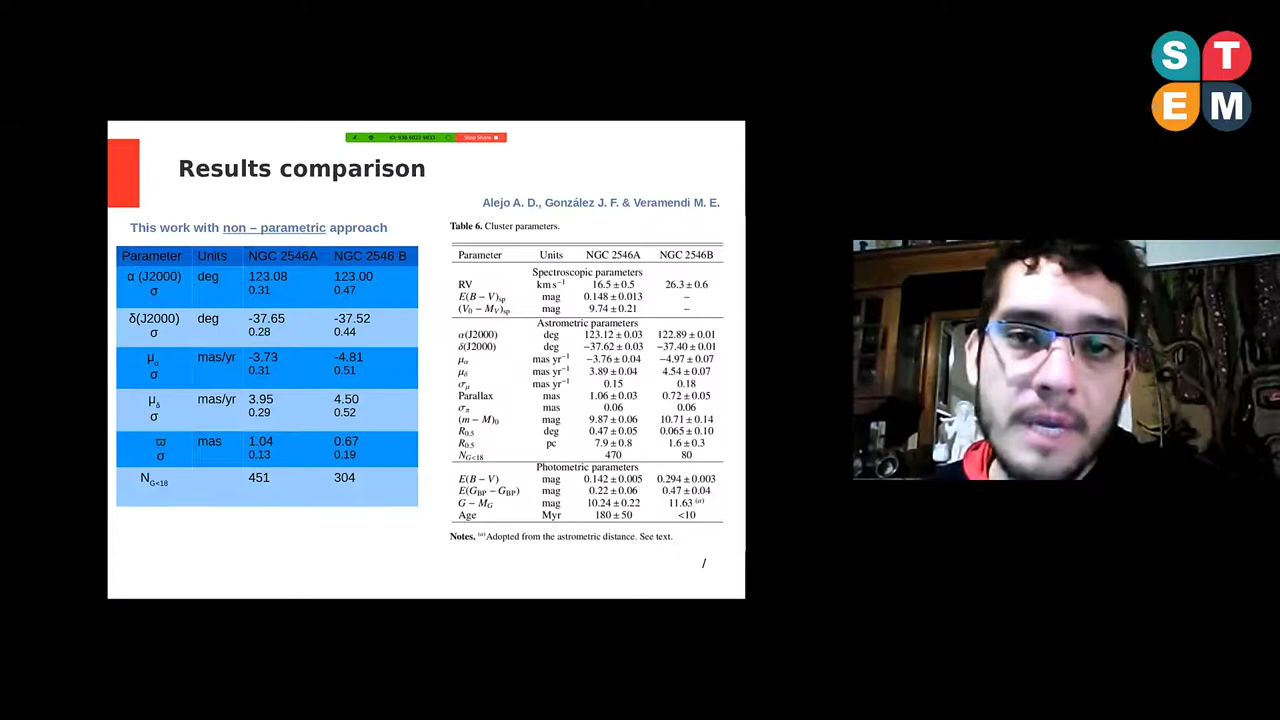 S T
E M
ID: 938 6027 9833 Stop Share
Results comparison
Alejo A. D., González J. F. & Veramendi M. E.
This work with non – parametric approach
Parameter Units NGC 2546A NGC 2546 B
α (J2000) deg 123.08 123.00
σ 0.31 0.47
δ(J2000) deg -37.65 -37.52
σ 0.28 0.44
μα mas/yr -3.73 -4.81
σ 0.31 0.51
μδ mas/yr 3.95 4.50
σ 0.29 0.52
ϖ mas 1.04 0.67
σ 0.13 0.19
NG<18 451 304
Table 6. Cluster parameters.
Parameter Units NGC 2546A NGC 2546B
Spectroscopic parameters
RV km s⁻¹ 16.5 ± 0.5 26.3 ± 0.6
E(B − V)sp mag 0.148 ± 0.013 –
(V₀ − MV)sp mag 9.74 ± 0.21 –
Astrometric parameters
α(J2000) deg 123.12 ± 0.03 122.89 ± 0.01
δ(J2000) deg −37.62 ± 0.03 −37.40 ± 0.01
μα mas yr⁻¹ −3.76 ± 0.04 −4.97 ± 0.07
μδ mas yr⁻¹ 3.89 ± 0.04 4.54 ± 0.07
σμ mas yr⁻¹ 0.15 0.18
Parallax mas 1.06 ± 0.03 0.72 ± 0.05
σπ mas 0.06 0.06
(m − M)₀ mag 9.87 ± 0.06 10.71 ± 0.14
R0.5 deg 0.47 ± 0.05 0.065 ± 0.10
R0.5 pc 7.9 ± 0.8 1.6 ± 0.3
NG<18 470 80
Photometric parameters
E(B − V) mag 0.142 ± 0.005 0.294 ± 0.003
E(GBP − GBP) mag 0.22 ± 0.06 0.47 ± 0.04
G − MG mag 10.24 ± 0.22 11.63 (a)
Age Myr 180 ± 50 <10
Notes. (a)Adopted from the astrometric distance. See text.
/